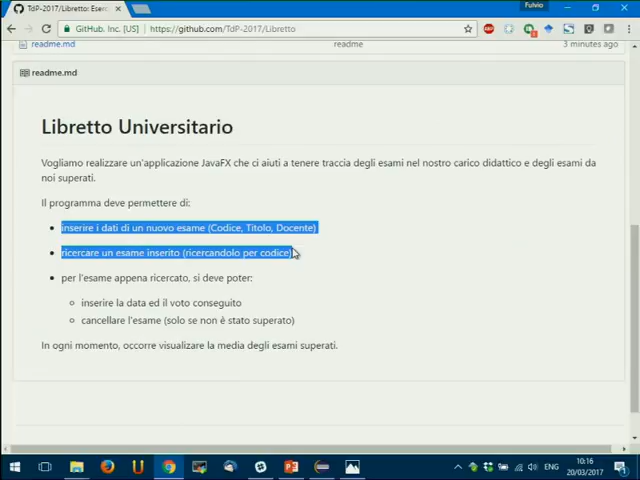 TdP-2017/Libretto: Eserc
Fulvio
GitHub, Inc. [US]
https://github.com/TdP-2017/Libretto
readme.md
readme
3 minutes ago
readme.md
Libretto Universitario
Vogliamo realizzare un'applicazione JavaFX che ci aiuti a tenere traccia degli esami nel nostro carico didattico e degli esami da
noi superati.
Il programma deve permettere di:
inserire i dati di un nuovo esame (Codice, Titolo, Docente)
ricercare un esame inserito (ricercandolo per codice)
per l'esame appena ricercato, si deve poter:
inserire la data ed il voto conseguito
cancellare l'esame (solo se non è stato superato)
In ogni momento, occorre visualizzare la media degli esami superati.
ENG
10:16
20/03/2017